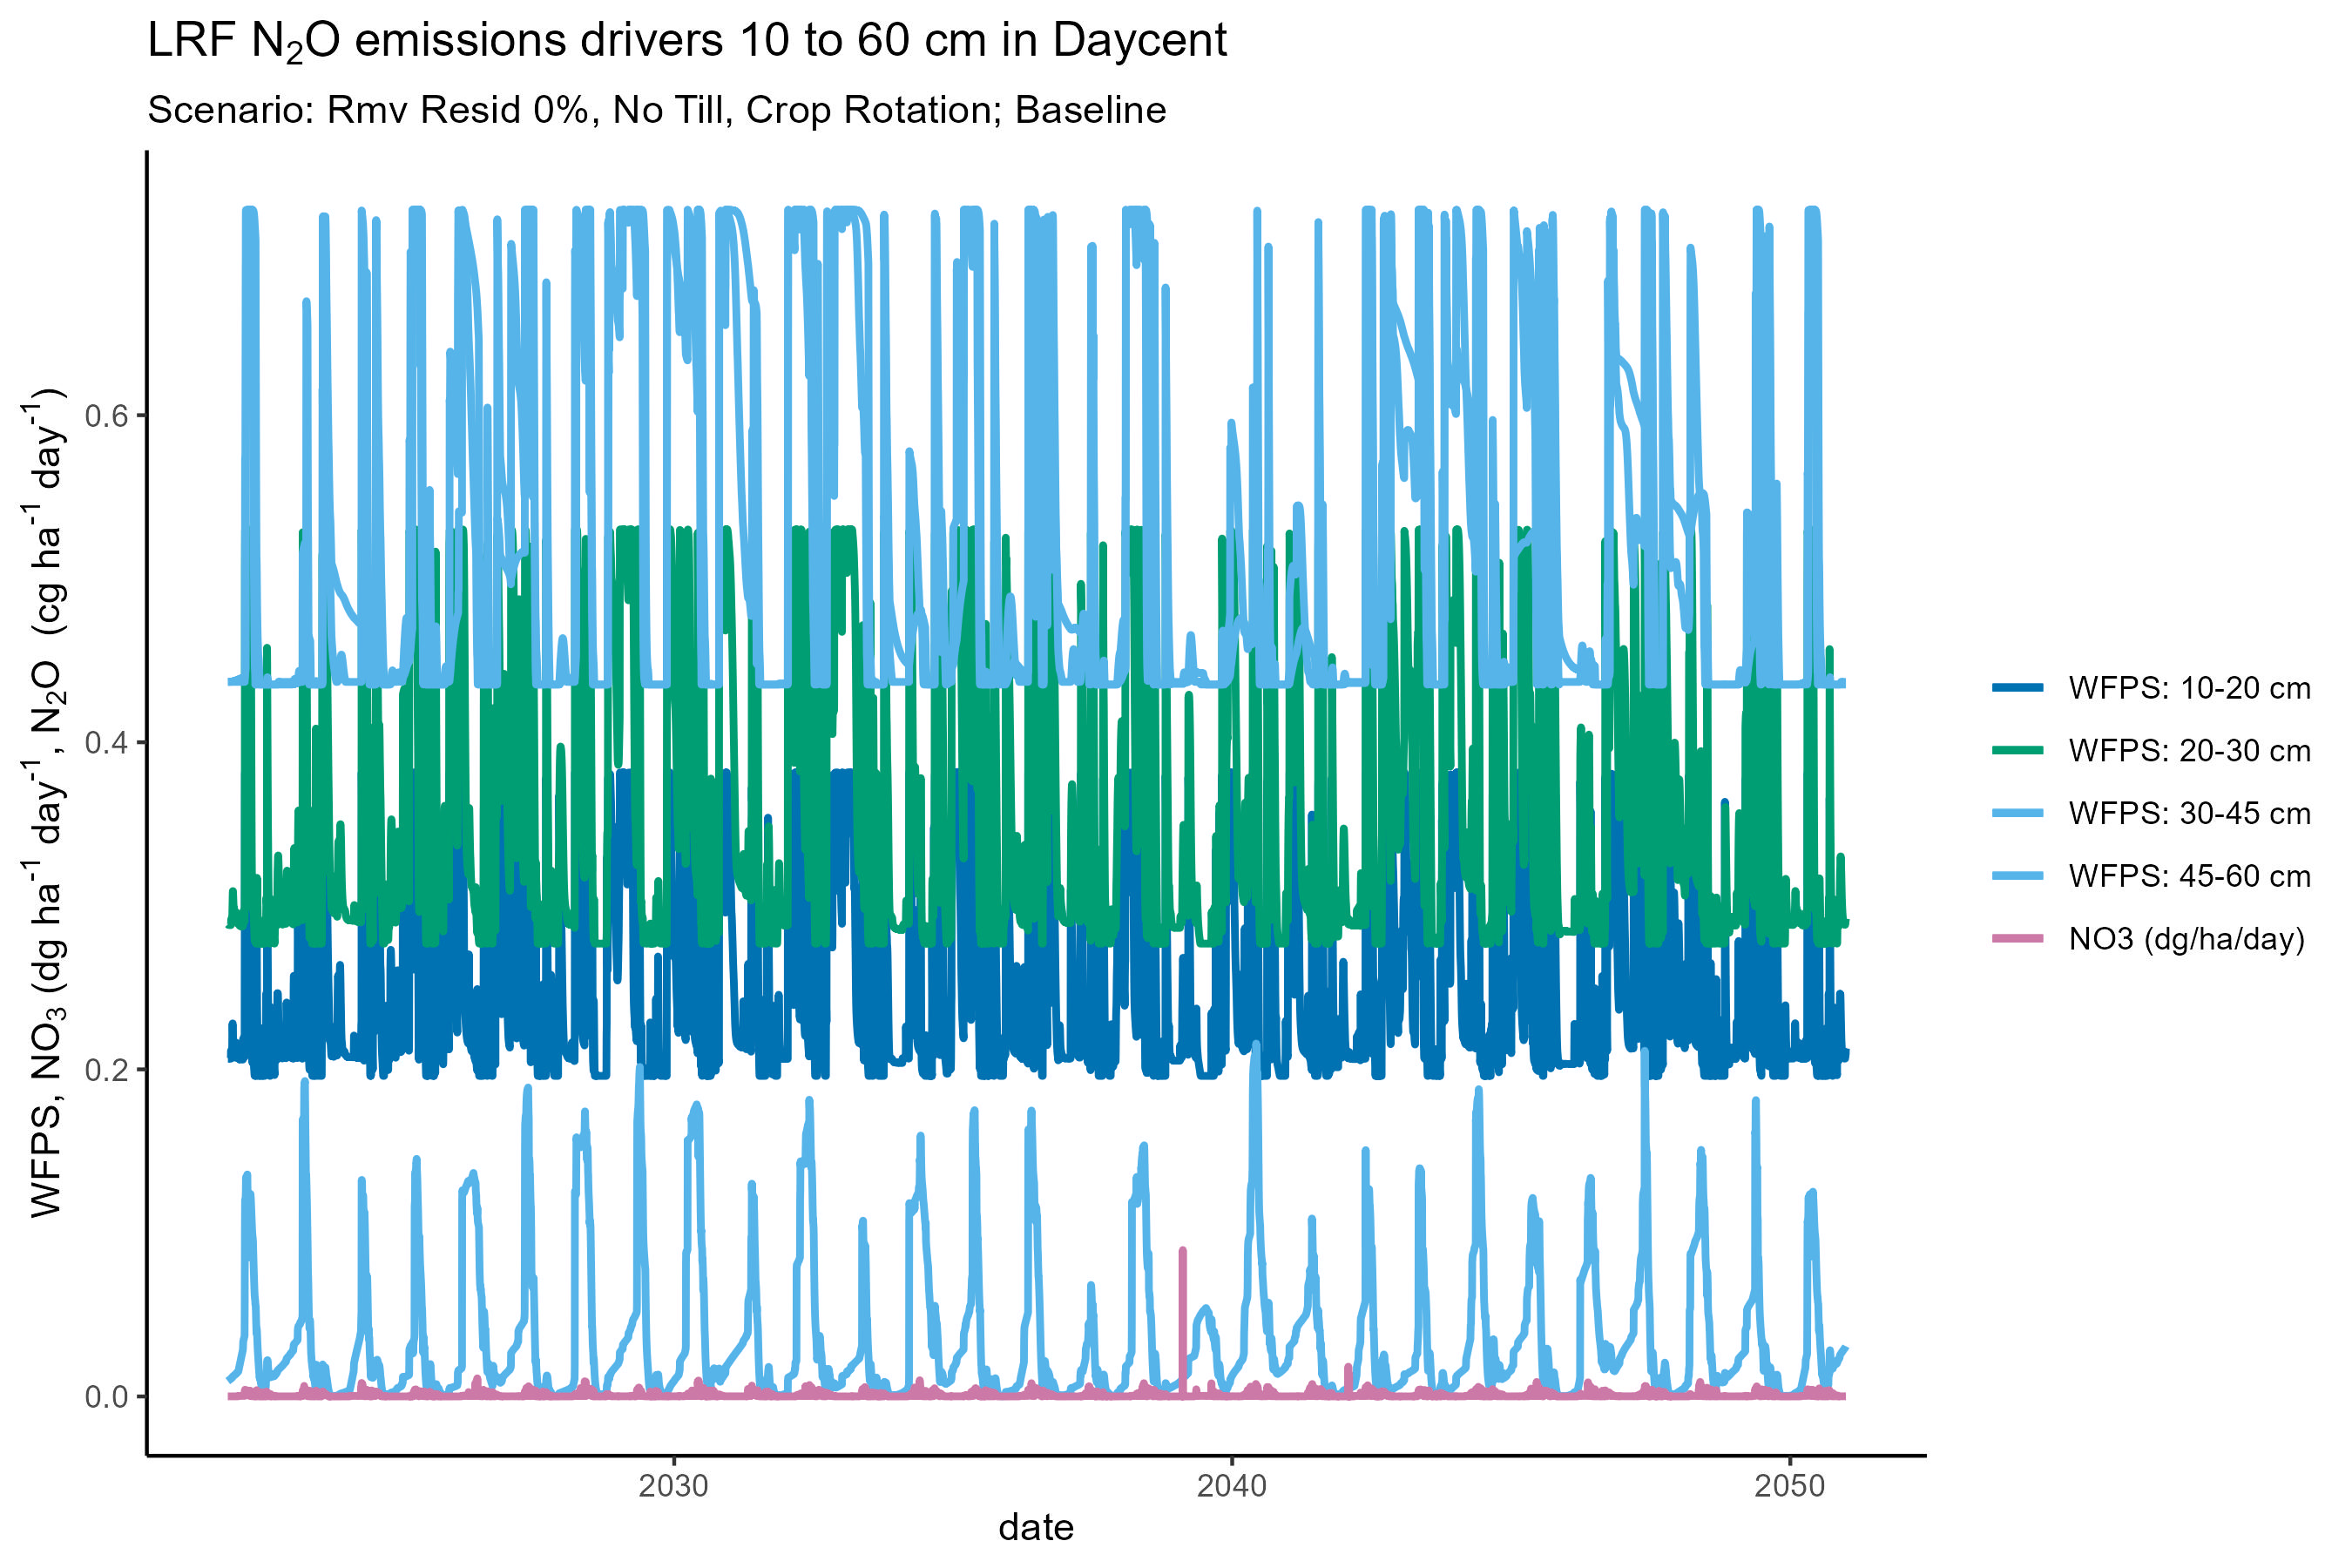 LRF N₂O emissions drivers 10 to 60 cm in Daycent
Scenario: Rmv Resid 0%, No Till, Crop Rotation; Baseline
WFPS, NO₃ (dg ha⁻¹ day⁻¹, N₂O (cg ha⁻¹ day⁻¹)
0.6
0.4
0.2
0.0
2030
2040
2050
date
WFPS: 10-20 cm
WFPS: 20-30 cm
WFPS: 30-45 cm
WFPS: 45-60 cm
NO3 (dg/ha/day)